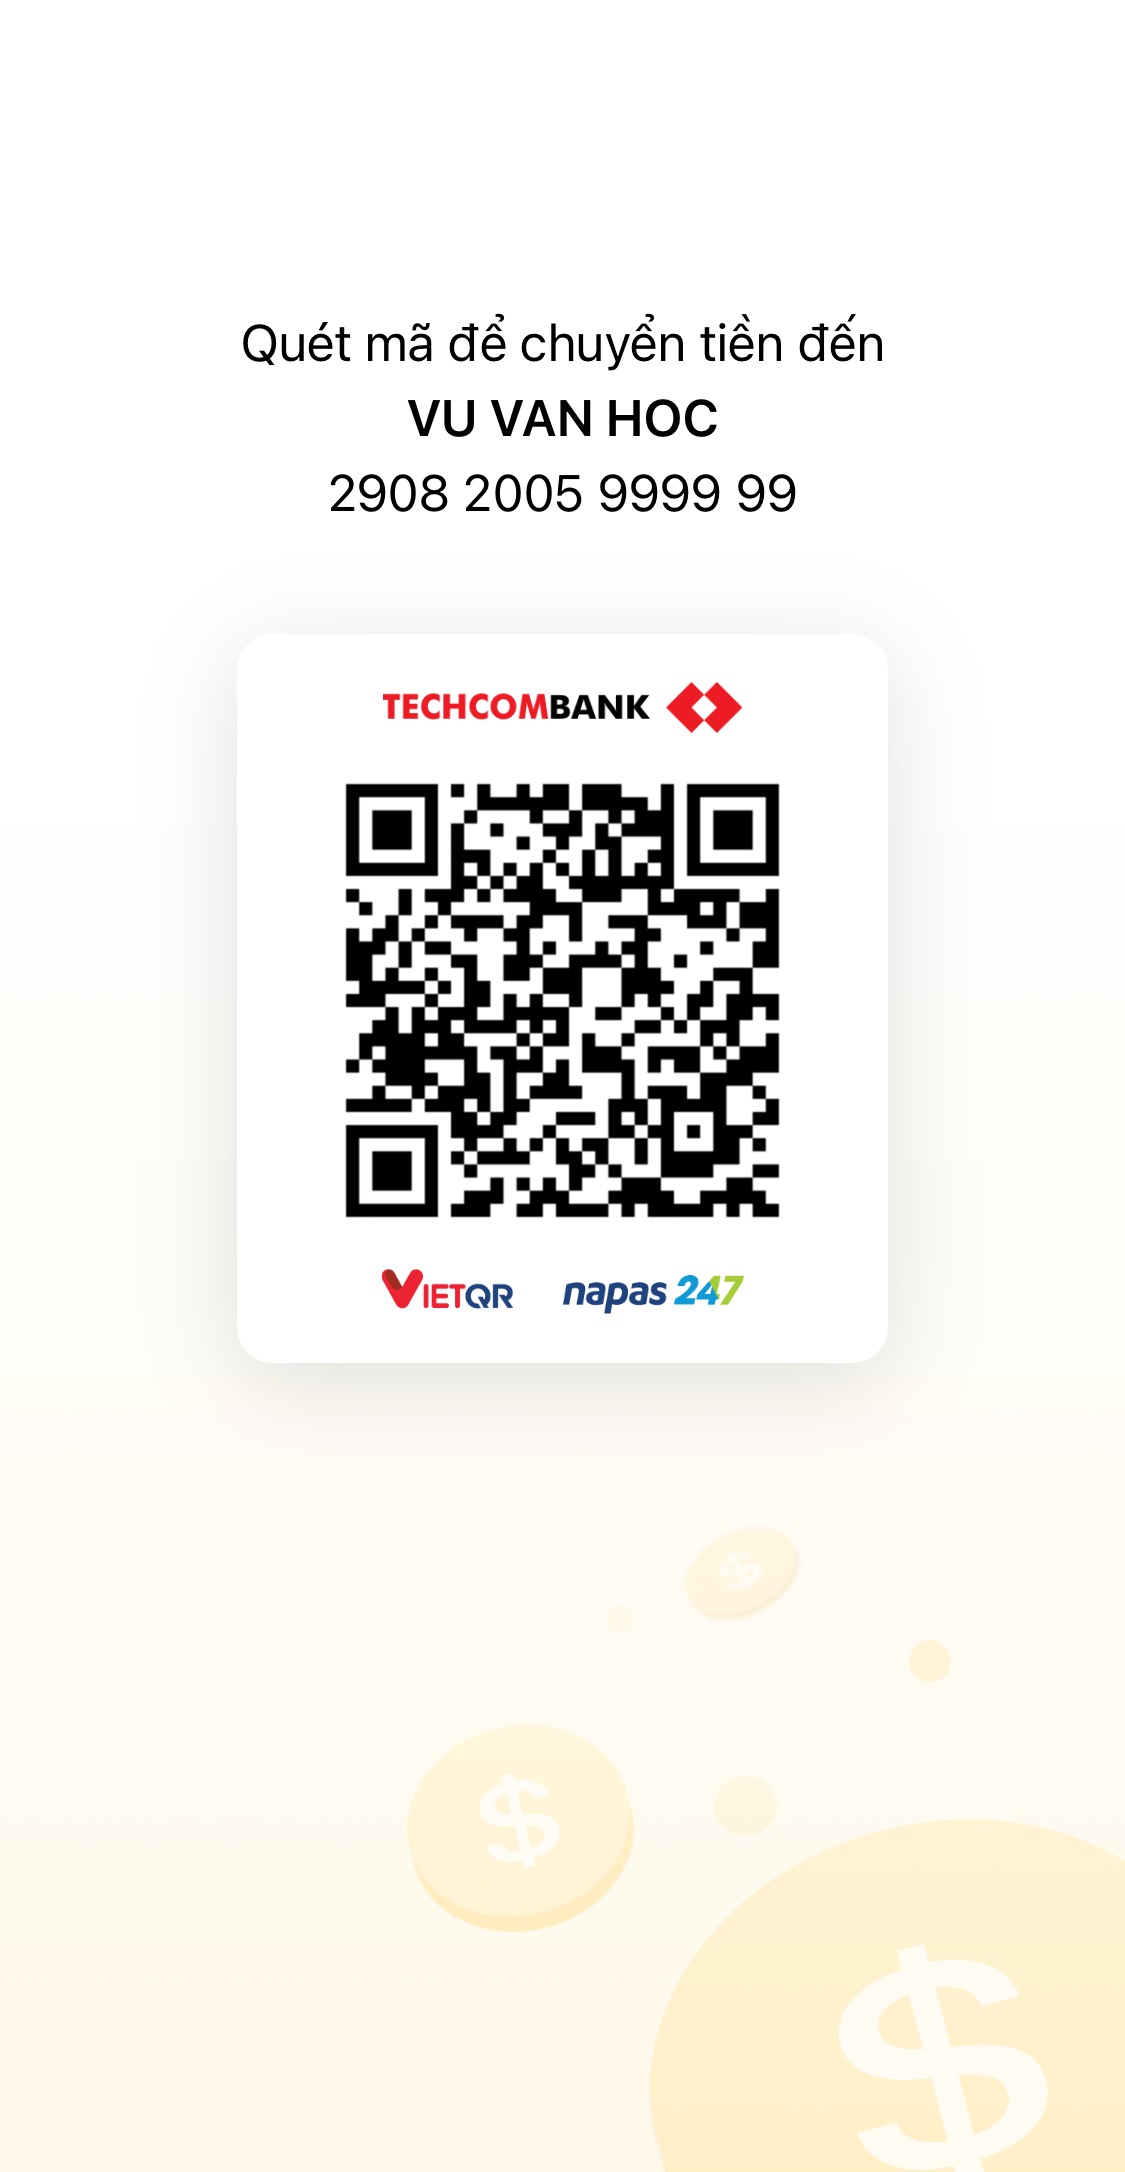 Quét mã để chuyển tiền đến
VU VAN HOC
2908 2005 9999 99
TECHCOMBANK
VIETQR napas 247
$
$
$